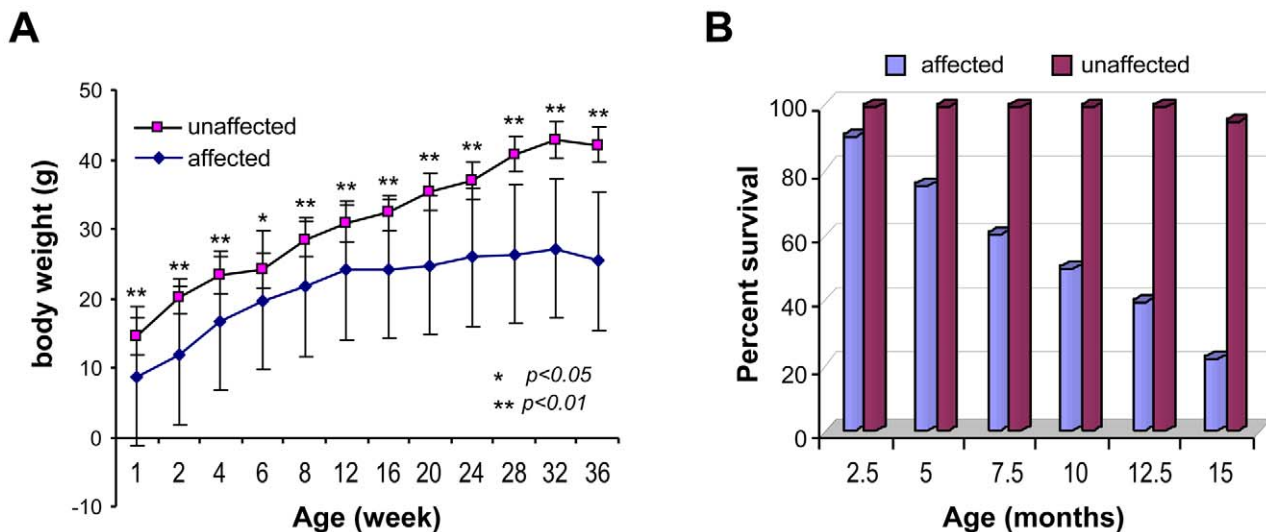 A
body weight (g)
50
40
30
20
10
0
-10
unaffected
affected
**
**
**
*
**
**
**
**
**
**
**
**
* p<0.05
** p<0.01
1 2 4 6 8 12 16 20 24 28 32 36
Age (week)
B
affected unaffected
Percent survival
100
80
60
40
20
0
2.5 5 7.5 10 12.5 15
Age (months)